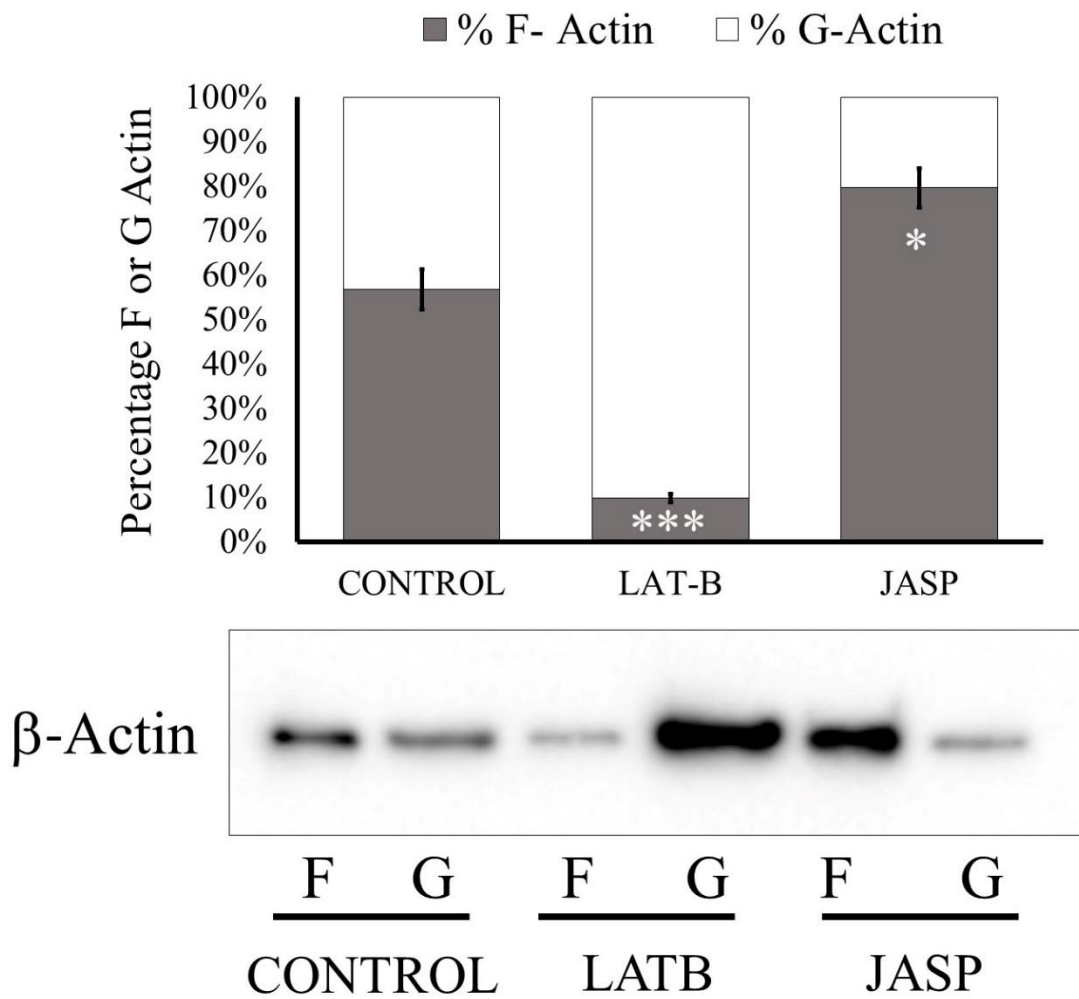 % F- Actin % G-Actin
Percentage F or G Actin
100%
90%
80%
70%
60%
50%
40%
30%
20%
10%
0%
*
***
CONTROL LAT-B JASP
β-Actin
F G F G F G
CONTROL LATB JASP